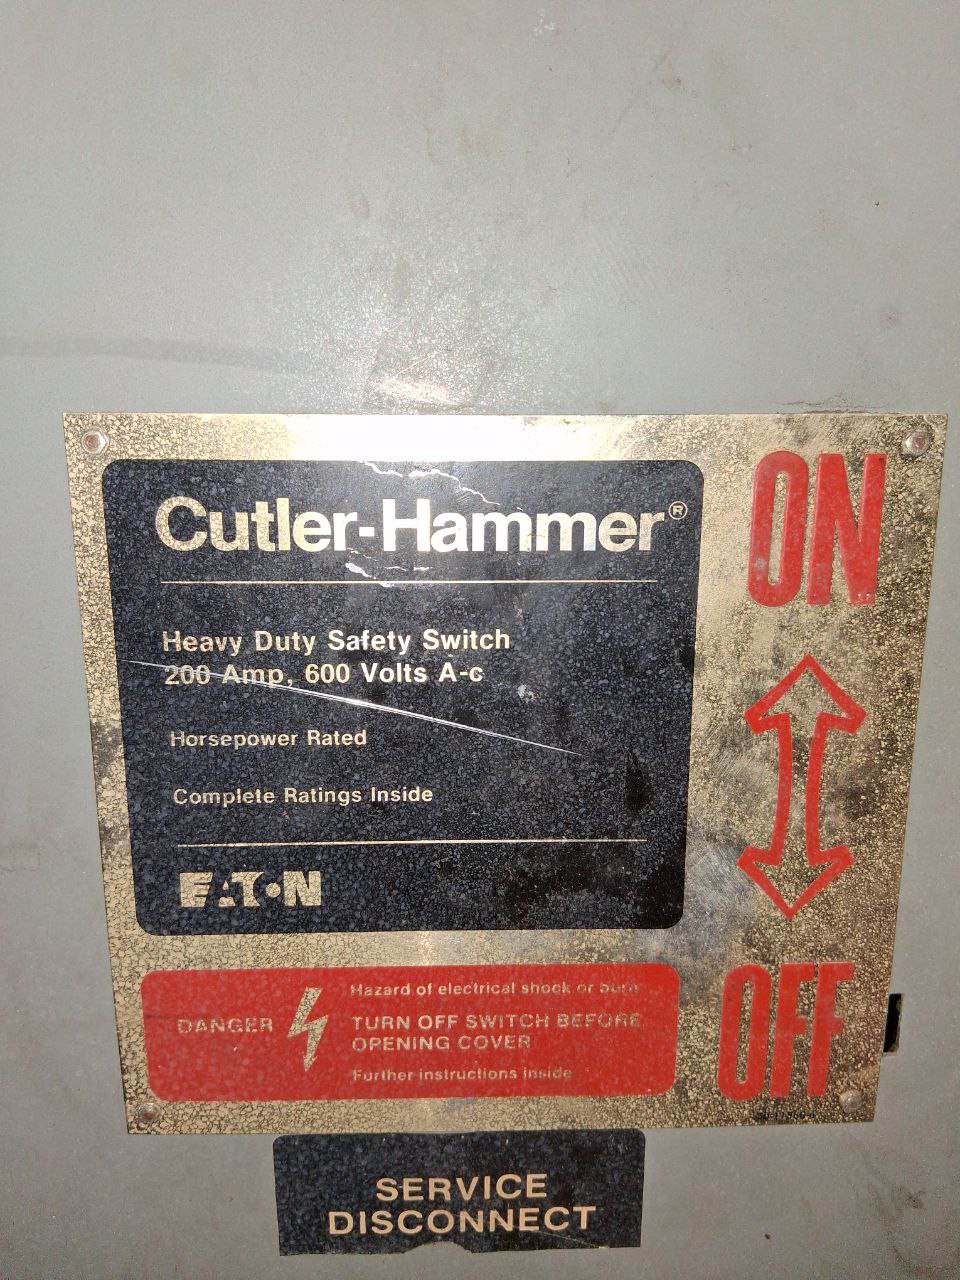 Cutler-Hammer®
Heavy Duty Safety Switch
200 Amp, 600 Volts A-c
Horsepower Rated
Complete Ratings Inside
EATON
ON
OFF
DANGER
Hazard of electrical shock or burn
TURN OFF SWITCH BEFORE
OPENING COVER
Further instructions inside
SERVICE
DISCONNECT